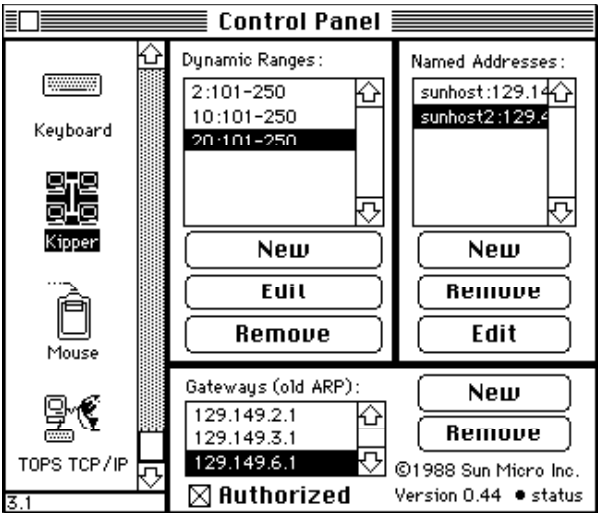 Control Panel
Keyboard
Kipper
Mouse
TOPS TCP/IP
3.1
Dynamic Ranges:
2:101-250
10:101-250
20:101-250
New
Edit
Remove
Named Addresses:
sunhost:129.14
sunhost2:129.4
New
Remove
Edit
Gateways (old ARP):
129.149.2.1
129.149.3.1
129.149.6.1
Authorized
New
Remove
©1988 Sun Micro Inc.
Version 0.44 ● status